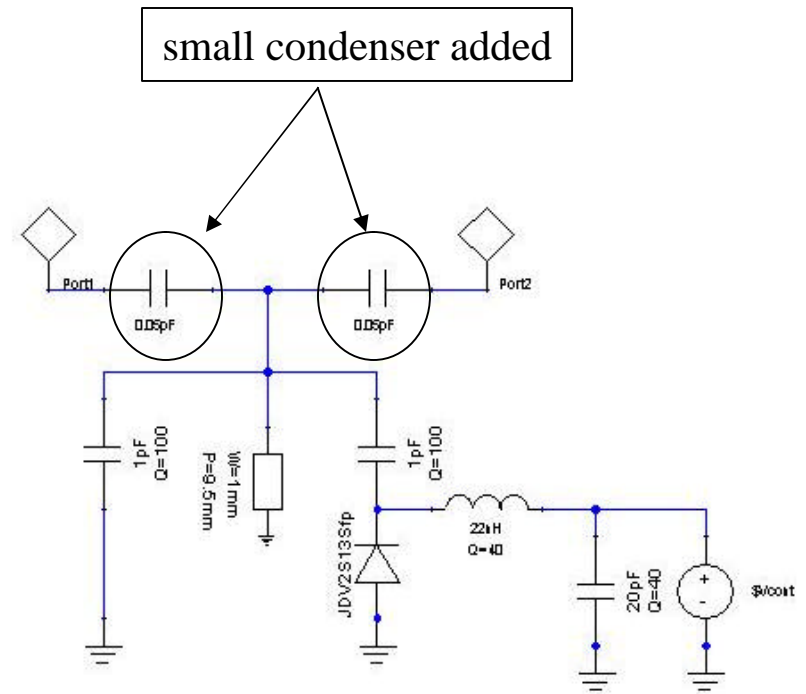 small condenser added
Port1
Port2
0.05pF
0.05pF
1pF
Q=100
W=1mm
P=9.5mm
1pF
Q=100
JDV2S13Sfp
22nH
Q=40
20pF
Q=40
+
-
$Vcont